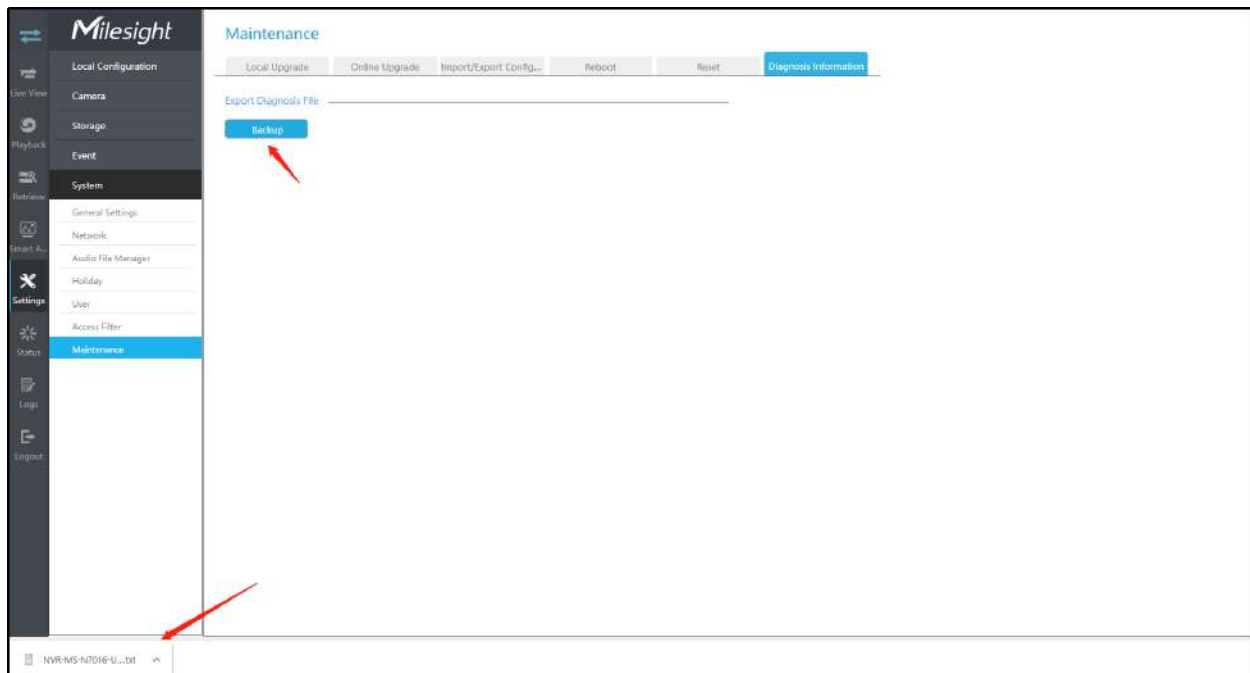 Milesight
Live View
Playback
Retrieve
Smart A...
Settings
Status
Logs
Logout
Local Configuration
Camera
Storage
Event
System
General Settings
Network
Audio File Manager
Holiday
User
Access Filter
Maintenance
Maintenance
Local Upgrade
Online Upgrade
Import/Export Config...
Reboot
Reset
Diagnosis Information
Export Diagnosis File
Backup
NVR-MS-N7016-U....txt